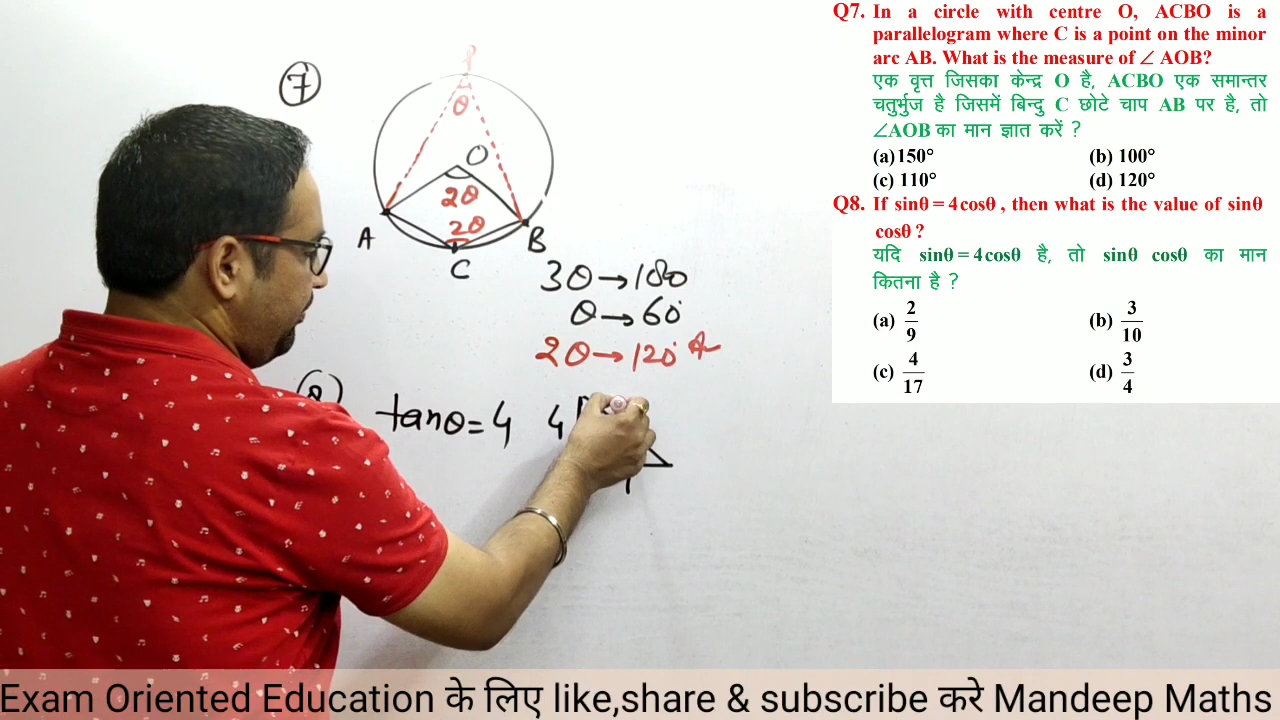 Q7. In a circle with centre O, ACBO is a
parallelogram where C is a point on the minor
arc AB. What is the measure of ∠ AOB?
एक वृत्त जिसका केन्द्र O है, ACBO एक समान्तर
चतुर्भुज है जिसमें बिन्दु C छोटे चाप AB पर है, तो
∠AOB का मान ज्ञात करें ?
(a)150° (b) 100°
(c) 110° (d) 120°
Q8. If sinθ = 4cosθ , then what is the value of sinθ
cosθ ?
यदि sinθ = 4cosθ है, तो sinθ cosθ का मान
कितना है ?
(a) 2/9 (b) 3/10
(c) 4/17 (d) 3/4
7
θ
O
2θ
2θ
A
B
C
3θ→180
θ→60°
2θ→120°
tanθ=4 4
1
Exam Oriented Education के लिए like,share & subscribe करे Mandeep Maths